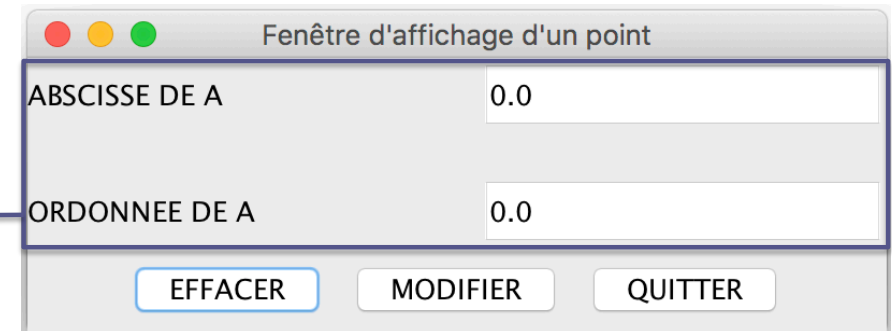 Fenêtre d'affichage d'un point
ABSCISSE DE A 0.0
ORDONNEE DE A 0.0
EFFACER MODIFIER QUITTER